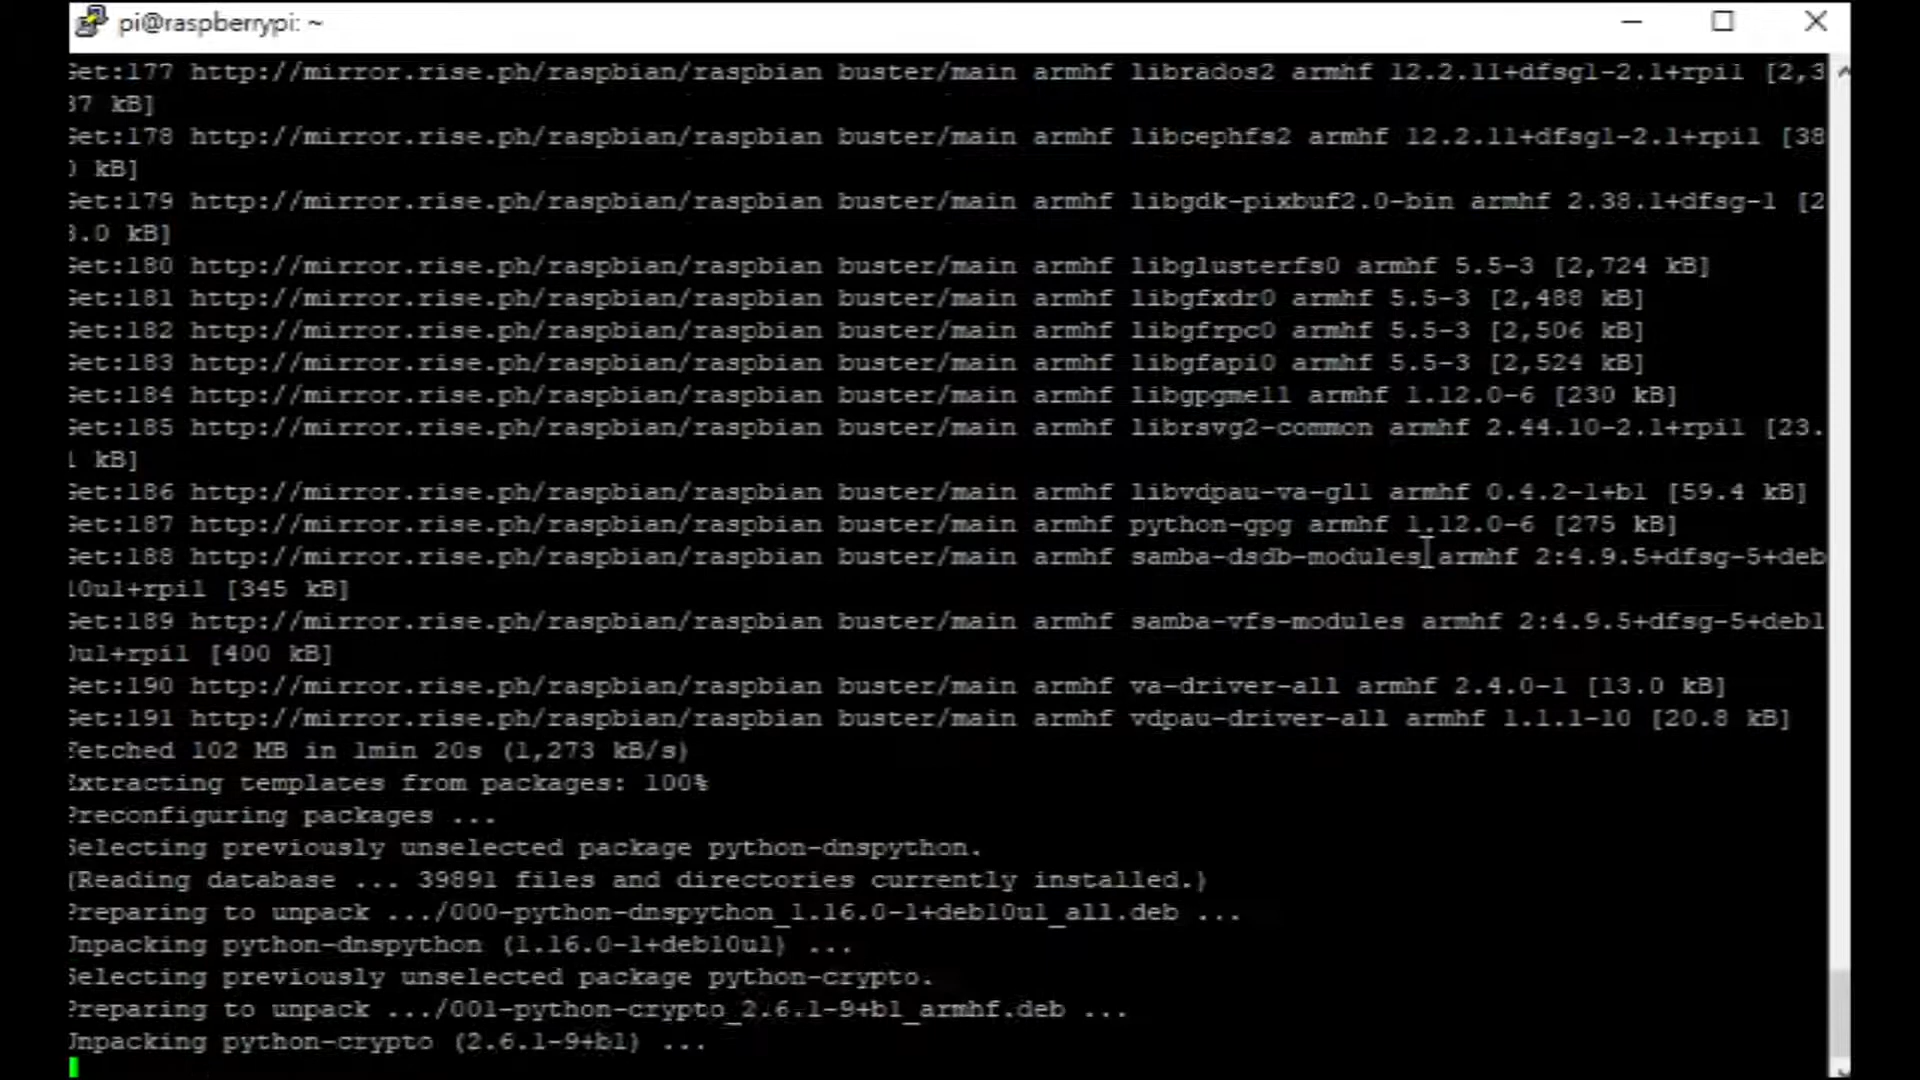 pi@raspberrypi: ~
Get:177 http://mirror.rise.ph/raspbian/raspbian buster/main armhf librados2 armhf 12.2.11+dfsg1-2.1+rpi1 [2,3
37 kB]
Get:178 http://mirror.rise.ph/raspbian/raspbian buster/main armhf libcephfs2 armhf 12.2.11+dfsg1-2.1+rpi1 [38
0 kB]
Get:179 http://mirror.rise.ph/raspbian/raspbian buster/main armhf libgdk-pixbuf2.0-bin armhf 2.38.1+dfsg-1 [2
3.0 kB]
Get:180 http://mirror.rise.ph/raspbian/raspbian buster/main armhf libglusterfs0 armhf 5.5-3 [2,724 kB]
Get:181 http://mirror.rise.ph/raspbian/raspbian buster/main armhf libgfxdr0 armhf 5.5-3 [2,488 kB]
Get:182 http://mirror.rise.ph/raspbian/raspbian buster/main armhf libgfrpc0 armhf 5.5-3 [2,506 kB]
Get:183 http://mirror.rise.ph/raspbian/raspbian buster/main armhf libgfapi0 armhf 5.5-3 [2,524 kB]
Get:184 http://mirror.rise.ph/raspbian/raspbian buster/main armhf libgpgme11 armhf 1.12.0-6 [230 kB]
Get:185 http://mirror.rise.ph/raspbian/raspbian buster/main armhf librsvg2-common armhf 2.44.10-2.1+rpi1 [23.
1 kB]
Get:186 http://mirror.rise.ph/raspbian/raspbian buster/main armhf libvdpau-va-gl1 armhf 0.4.2-1+b1 [59.4 kB]
Get:187 http://mirror.rise.ph/raspbian/raspbian buster/main armhf python-gpg armhf 1.12.0-6 [275 kB]
Get:188 http://mirror.rise.ph/raspbian/raspbian buster/main armhf samba-dsdb-modules armhf 2:4.9.5+dfsg-5+deb
10u1+rpi1 [345 kB]
Get:189 http://mirror.rise.ph/raspbian/raspbian buster/main armhf samba-vfs-modules armhf 2:4.9.5+dfsg-5+deb1
0u1+rpi1 [400 kB]
Get:190 http://mirror.rise.ph/raspbian/raspbian buster/main armhf va-driver-all armhf 2.4.0-1 [13.0 kB]
Get:191 http://mirror.rise.ph/raspbian/raspbian buster/main armhf vdpau-driver-all armhf 1.1.1-10 [20.8 kB]
Fetched 102 MB in 1min 20s (1,273 kB/s)
Extracting templates from packages: 100%
Preconfiguring packages ...
Selecting previously unselected package python-dnspython.
(Reading database ... 39891 files and directories currently installed.)
Preparing to unpack .../000-python-dnspython_1.16.0-1+deb10u1_all.deb ...
Unpacking python-dnspython (1.16.0-1+deb10u1) ...
Selecting previously unselected package python-crypto.
Preparing to unpack .../001-python-crypto_2.6.1-9+b1_armhf.deb ...
Unpacking python-crypto (2.6.1-9+b1) ...